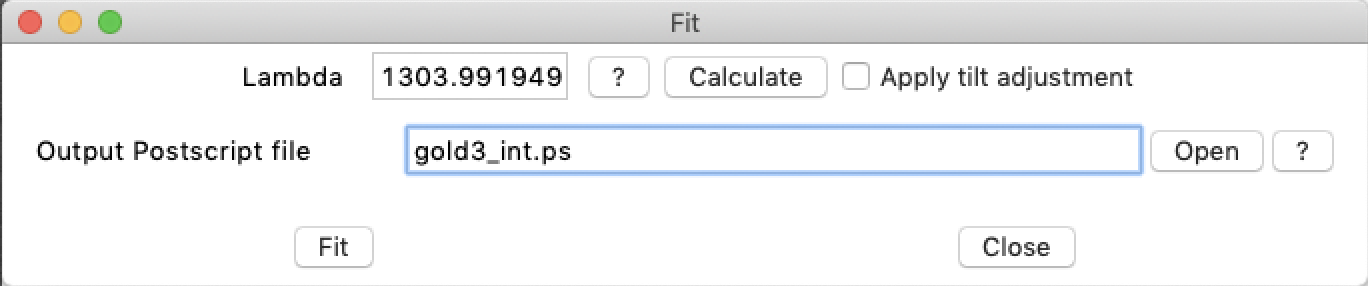 Fit
Lambda 1303.991949 ? Calculate Apply tilt adjustment
Output Postscript file gold3_int.ps Open ?
Fit Close